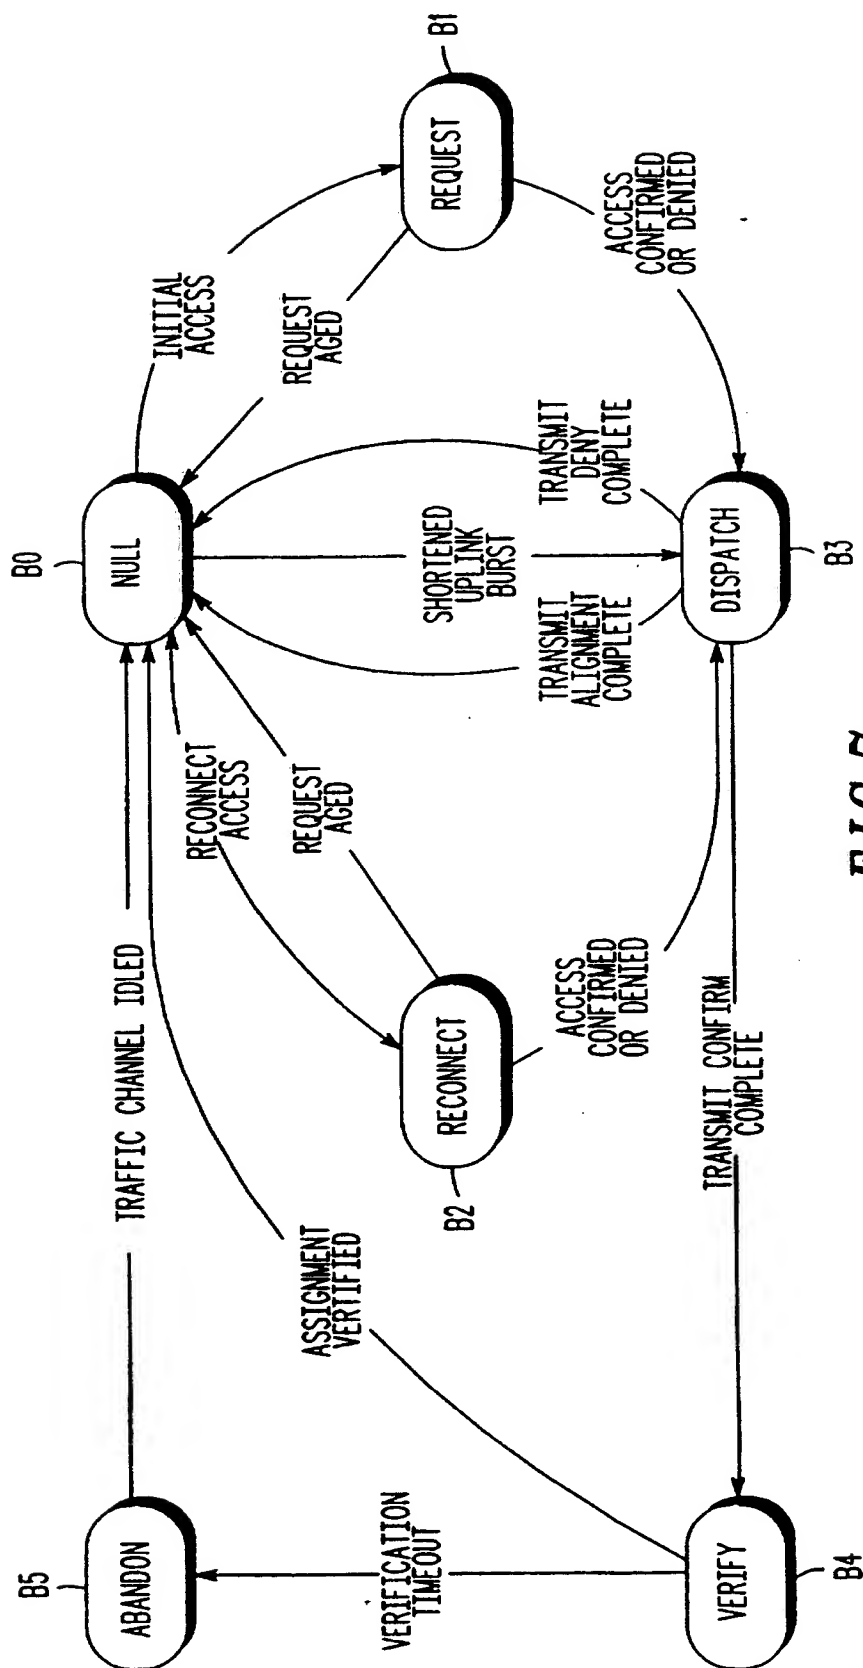 B5
B0
ABANDON
TRAFFIC CHANNEL IDLED
NULL
INITIAL
ACCESS
RECONNECT
ACCESS
REQUEST
AGED
REQUEST
AGED
ASSIGNMENT
VERTIFIED
B2
RECONNECT
REQUEST
B1
VERIFICATION
TIMEOUT
SHORTENED
UPLINK
BURST
ACCESS
CONFIRMED
OR DENIED
TRANSMIT
ALIGNMENT
COMPLETE
TRANSMIT
DENY
COMPLETE
ACCESS
CONFIRMED
OR DENIED
VERIFY
TRANSMIT CONFIRM
COMPLETE
DISPATCH
B4
B3
FIG.